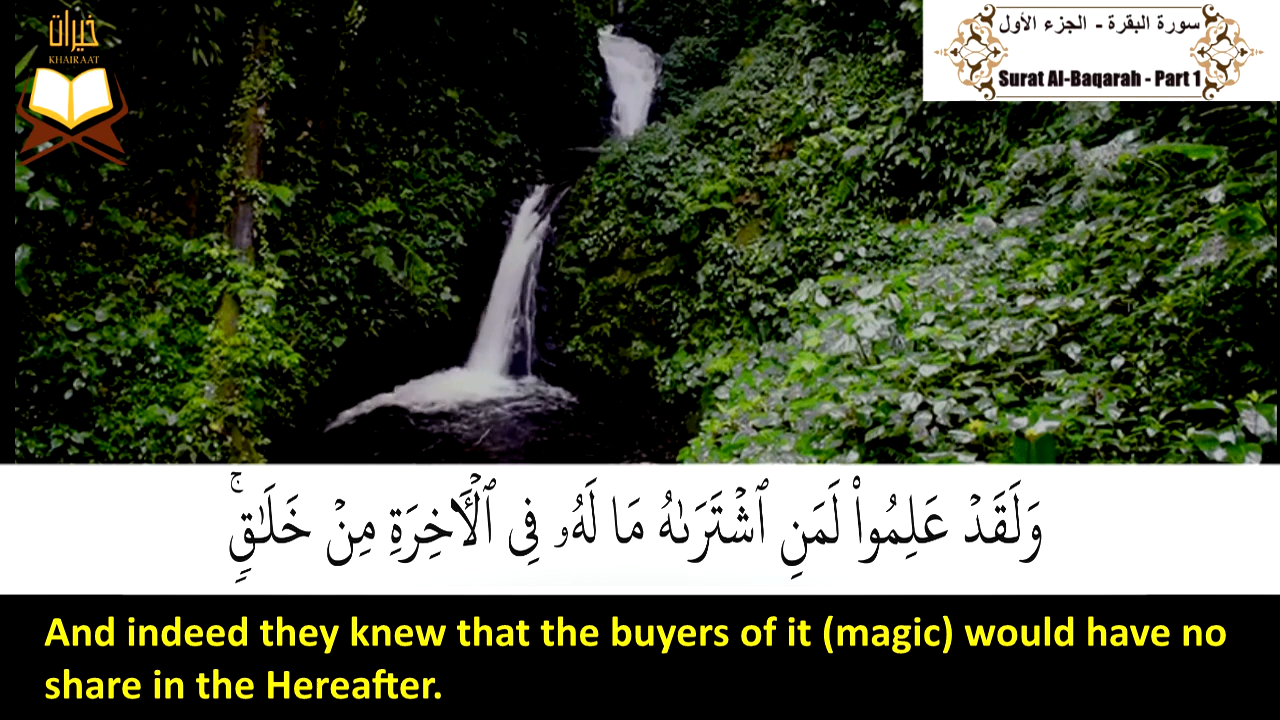 خيرات
KHAIRAAT
سورة البقرة - الجزء الأول
Surat Al-Baqarah - Part 1
وَلَقَدۡ عَلِمُواْ لَمَنِ ٱشۡتَرَىٰهُ مَا لَهُۥ فِى ٱلۡأٓخِرَةِ مِنۡ خَلَٰقٖۚ
And indeed they knew that the buyers of it (magic) would have no
share in the Hereafter.